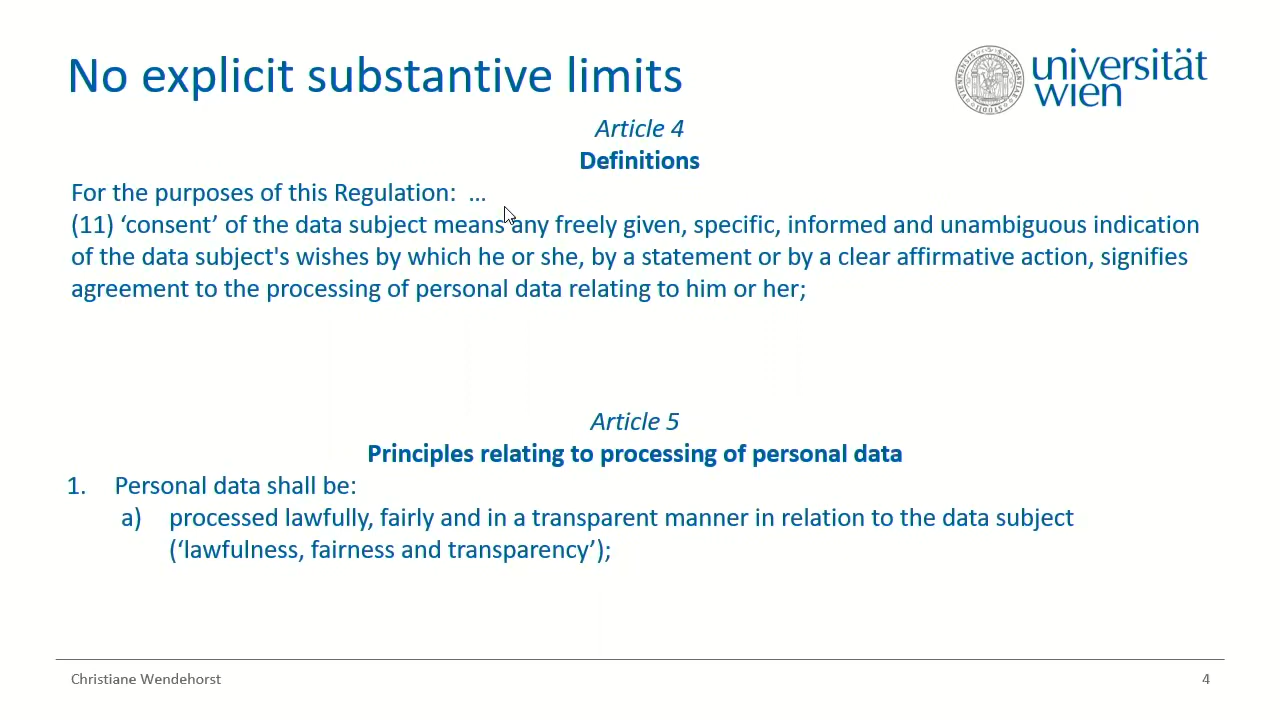 No explicit substantive limits
universität
wien
Article 4
Definitions
For the purposes of this Regulation:  ...
(11) ‘consent’ of the data subject means any freely given, specific, informed and unambiguous indication
of the data subject's wishes by which he or she, by a statement or by a clear affirmative action, signifies
agreement to the processing of personal data relating to him or her;
Article 5
Principles relating to processing of personal data
1. Personal data shall be:
a) processed lawfully, fairly and in a transparent manner in relation to the data subject
(‘lawfulness, fairness and transparency’);
Christiane Wendehorst
4